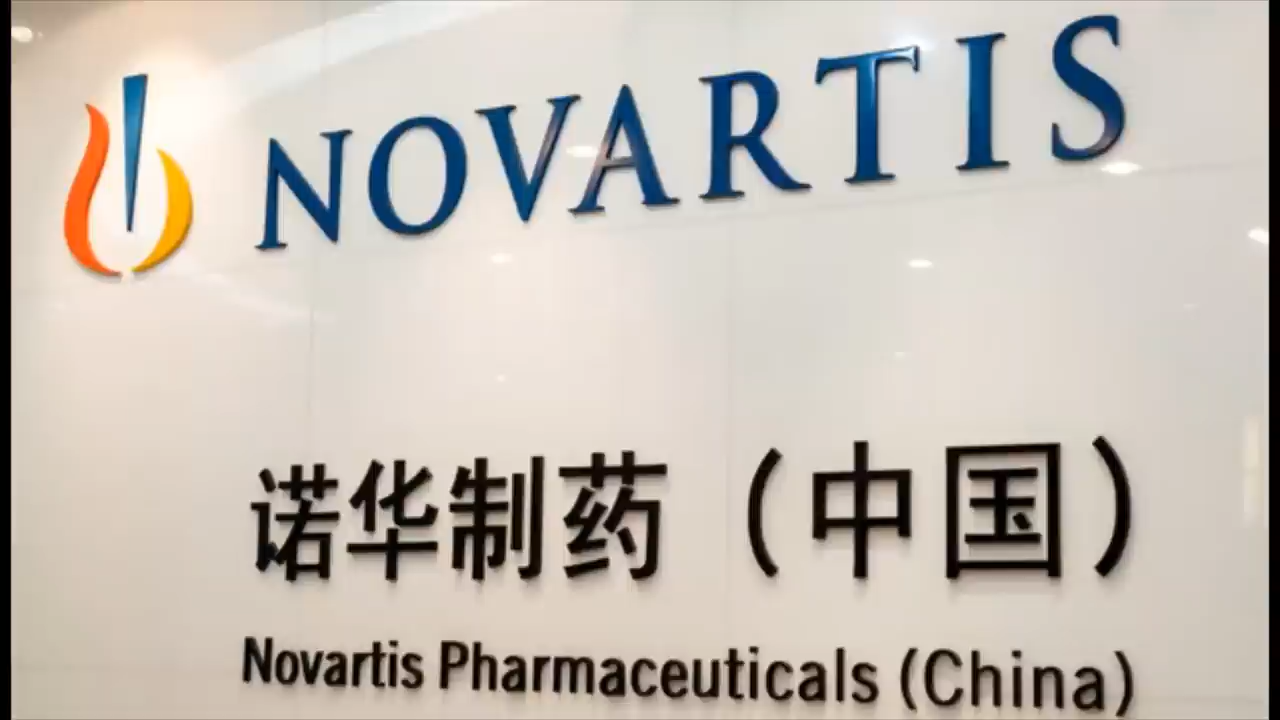 NOVARTIS
诺华制药（中国）
Novartis Pharmaceuticals (China)